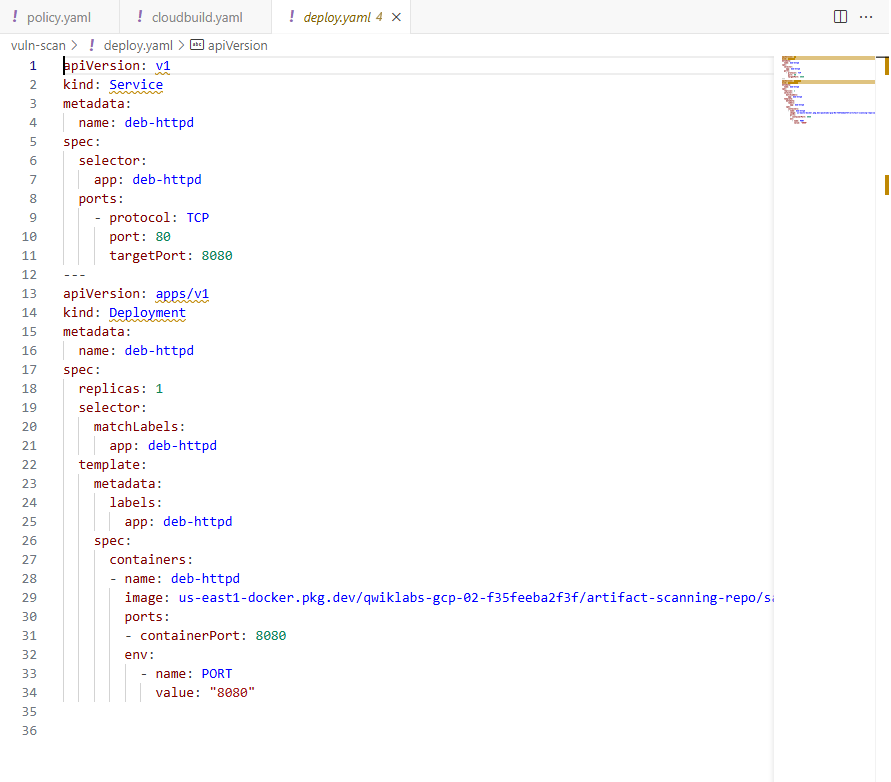 ! policy.yaml ! cloudbuild.yaml ! deploy.yaml 4 ×
vuln-scan > ! deploy.yaml > abc apiVersion
1 apiVersion: v1
2 kind: Service
3 metadata:
4 name: deb-httpd
5 spec:
6 selector:
7 app: deb-httpd
8 ports:
9 - protocol: TCP
10 port: 80
11 targetPort: 8080
12 ---
13 apiVersion: apps/v1
14 kind: Deployment
15 metadata:
16 name: deb-httpd
17 spec:
18 replicas: 1
19 selector:
20 matchLabels:
21 app: deb-httpd
22 template:
23 metadata:
24 labels:
25 app: deb-httpd
26 spec:
27 containers:
28 - name: deb-httpd
29 image: us-east1-docker.pkg.dev/qwiklabs-gcp-02-f35feeba2f3f/artifact-scanning-repo/sa
30 ports:
31 - containerPort: 8080
32 env:
33 - name: PORT
34 value: "8080"
35
36